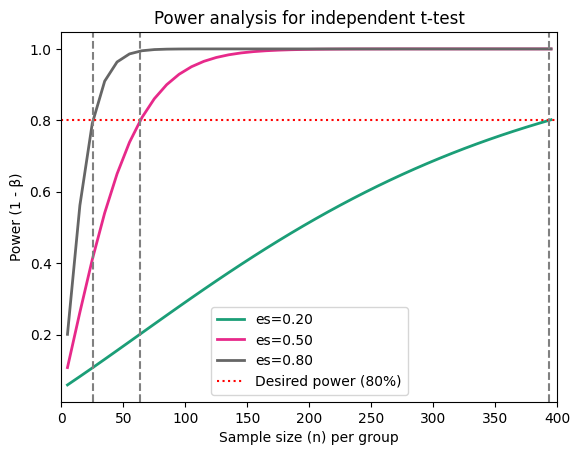 Power analysis for independent t-test
Power (1 - β)
1.0
0.8
0.6
0.4
0.2
es=0.20
es=0.50
es=0.80
Desired power (80%)
0 50 100 150 200 250 300 350 400
Sample size (n) per group